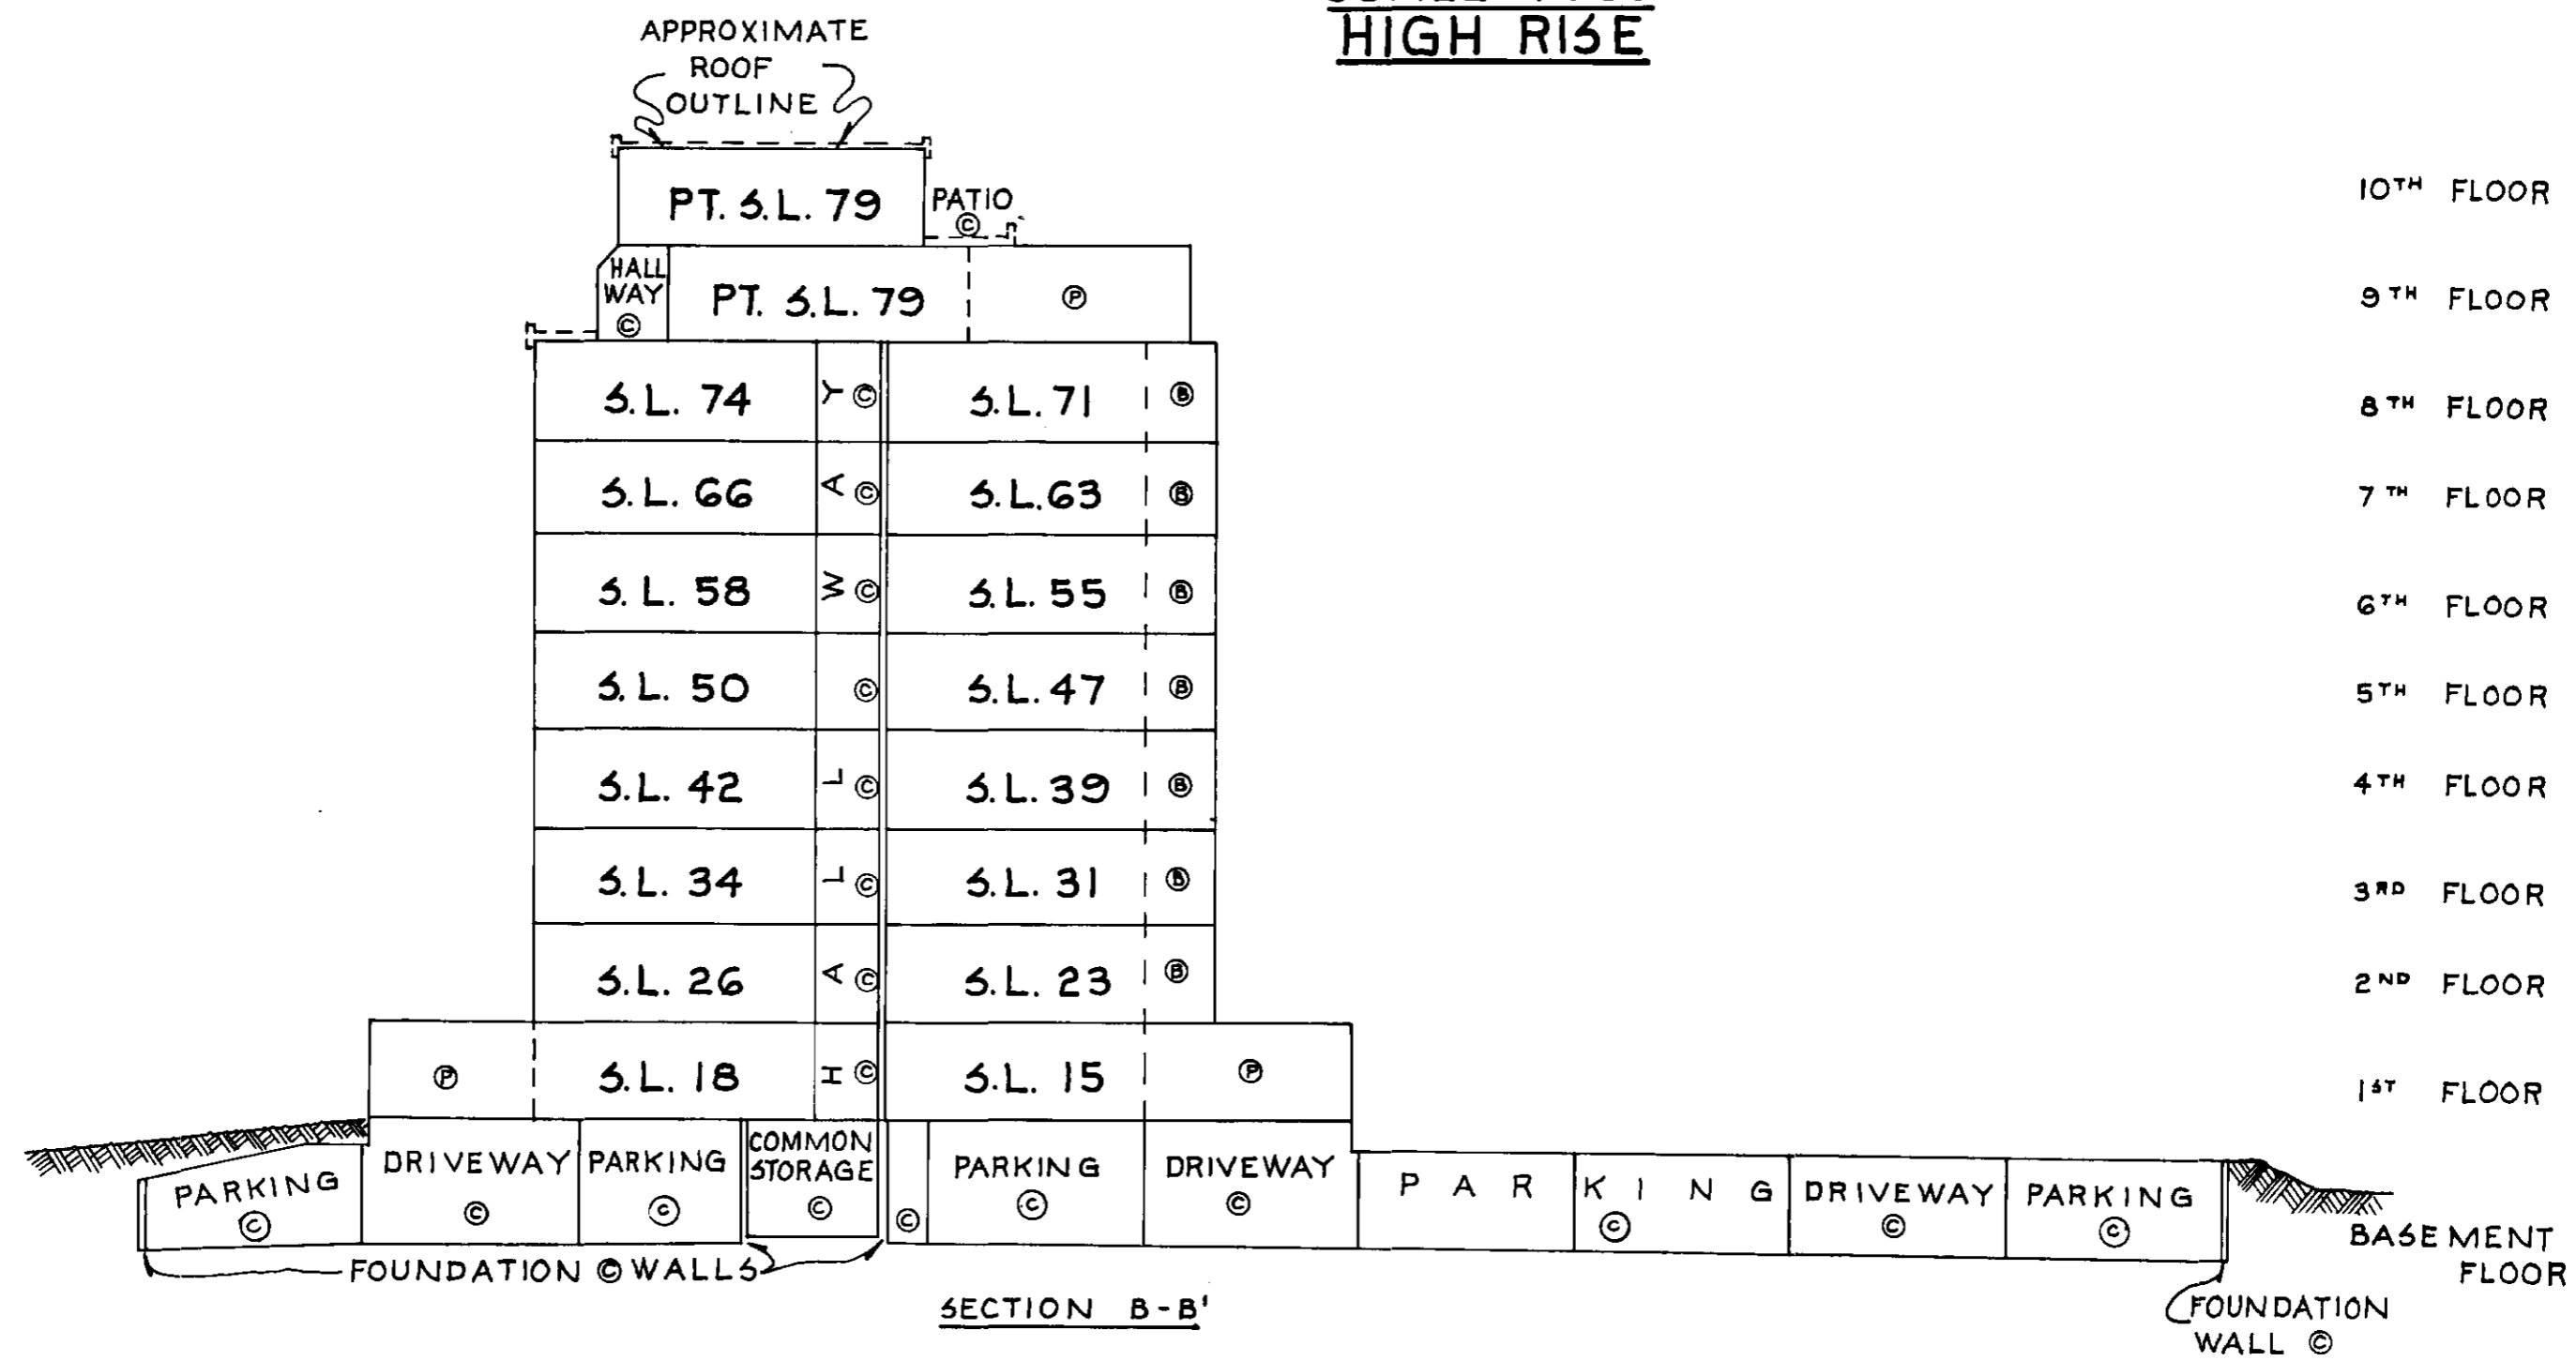 HIGH RISE
APPROXIMATE
ROOF
OUTLINE
PT. S.L. 79
PATIO
©
10TH FLOOR
HALL
WAY
©
PT. S.L. 79
Ⓟ
9TH FLOOR
S.L. 74
Y ©
S.L. 71
Ⓑ
8TH FLOOR
S.L. 66
A ©
S.L. 63
Ⓑ
7TH FLOOR
S.L. 58
W ©
S.L. 55
Ⓑ
6TH FLOOR
S.L. 50
©
S.L. 47
Ⓑ
5TH FLOOR
S.L. 42
L ©
S.L. 39
Ⓑ
4TH FLOOR
S.L. 34
L ©
S.L. 31
Ⓑ
3RD FLOOR
S.L. 26
A ©
S.L. 23
Ⓑ
2ND FLOOR
Ⓟ
S.L. 18
H ©
S.L. 15
Ⓟ
1ST FLOOR
PARKING
©
DRIVEWAY
©
PARKING
©
COMMON
STORAGE
©
©
PARKING
©
DRIVEWAY
©
PARKING
©
DRIVEWAY
©
PARKING
©
BASEMENT
FLOOR
FOUNDATION © WALLS
FOUNDATION
WALL ©
SECTION B-B'